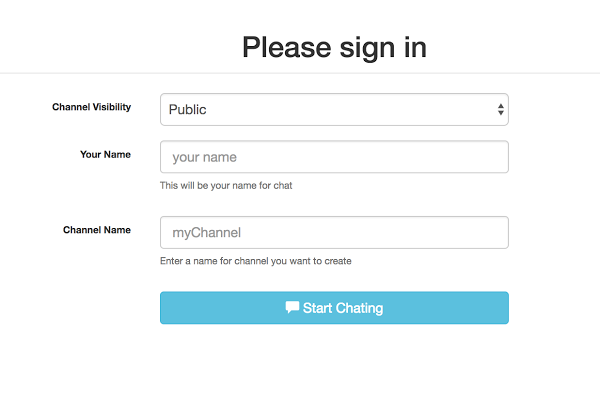 Please sign in
Channel Visibility
Public
Your Name
your name
This will be your name for chat
Channel Name
myChannel
Enter a name for channel you want to create
Start Chating